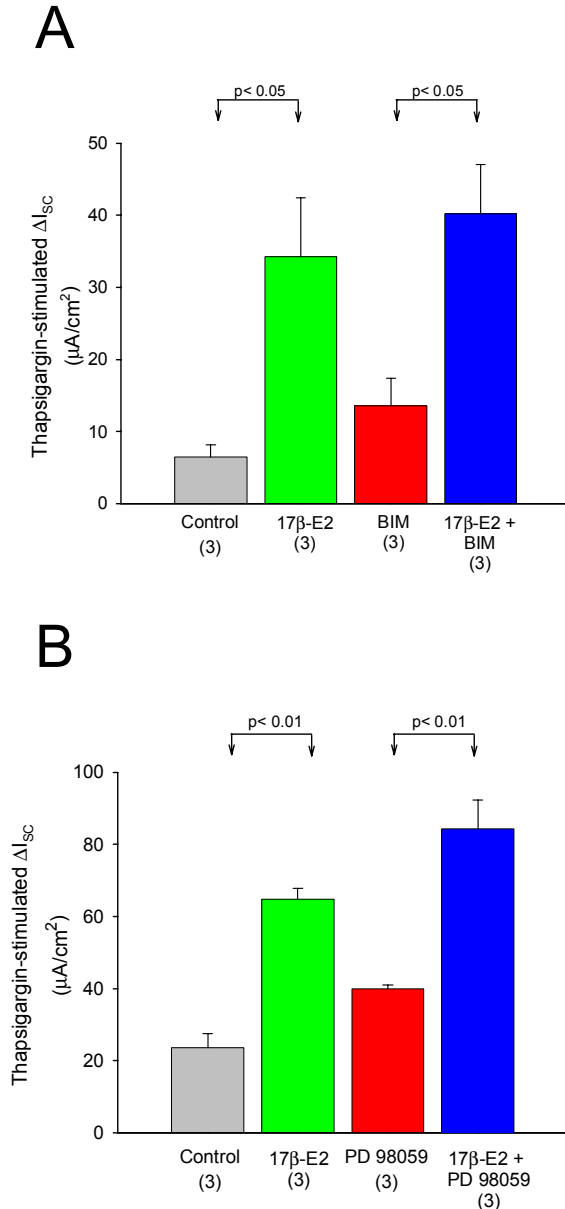 A
p< 0.05 p< 0.05
50
40
30
20
10
0
Thapsigargin-stimulated ΔISC
(μA/cm2)
Control 17β-E2 BIM 17β-E2 +
(3) (3) (3) BIM
(3)
B
p< 0.01 p< 0.01
100
80
60
40
20
0
Thapsigargin-stimulated ΔISC
(μA/cm2)
Control 17β-E2 PD 98059 17β-E2 +
(3) (3) (3) PD 98059
(3)